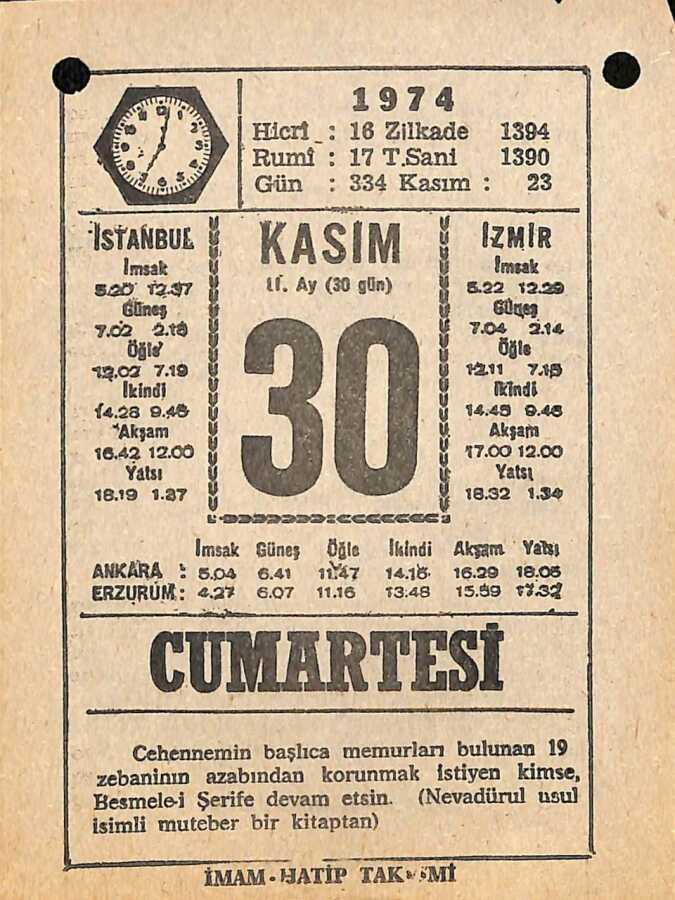 1974
Hicrî : 16 Zilkade 1394
Rumî : 17 T.Sani 1390
Gün : 334 Kasım : 23
İSTANBUL
İmsak
5.20 12.37
Güneş
7.02 2.18
Öğle
12.02 7.19
İkindi
14.28 9.46
Akşam
16.42 12.00
Yatsı
18.19 1.37
KASIM
11. Ay (30 gün)
30
İZMİR
İmsak
5.22 12.29
Güneş
7.04 2.14
Öğle
12.11 7.18
İkindi
14.45 9.46
Akşam
17.00 12.00
Yatsı
18.32 1.34
İmsak Güneş Öğle İkindi Akşam Yatsı
ANKARA : 5.04 6.41 11.47 14.16 16.29 18.05
ERZURUM : 4.27 6.07 11.16 13.48 15.59 17.32
CUMARTESİ
Cehennemin başlıca memurları bulunan 19
zebaninin azabından korunmak istiyen kimse,
Besmele-i Şerife devam etsin. (Nevadürul usul
isimli muteber bir kitaptan)
İMAM - HATİP TAKVİMİ